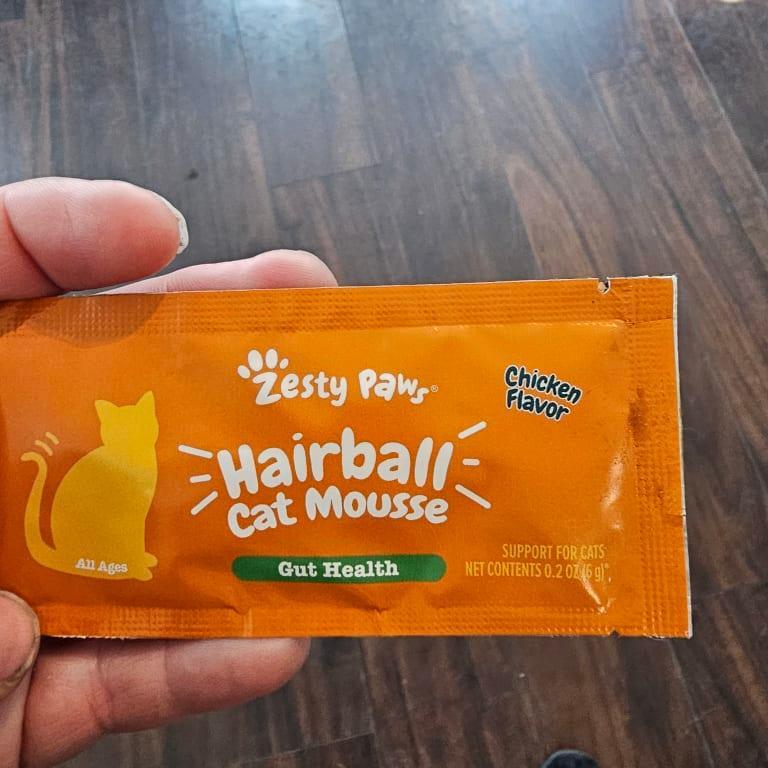 Zesty Paws®
Chicken
Flavor
Hairball
Cat Mousse
Gut Health
All Ages
SUPPORT FOR CATS
NET CONTENTS 0.2 OZ (6 g)